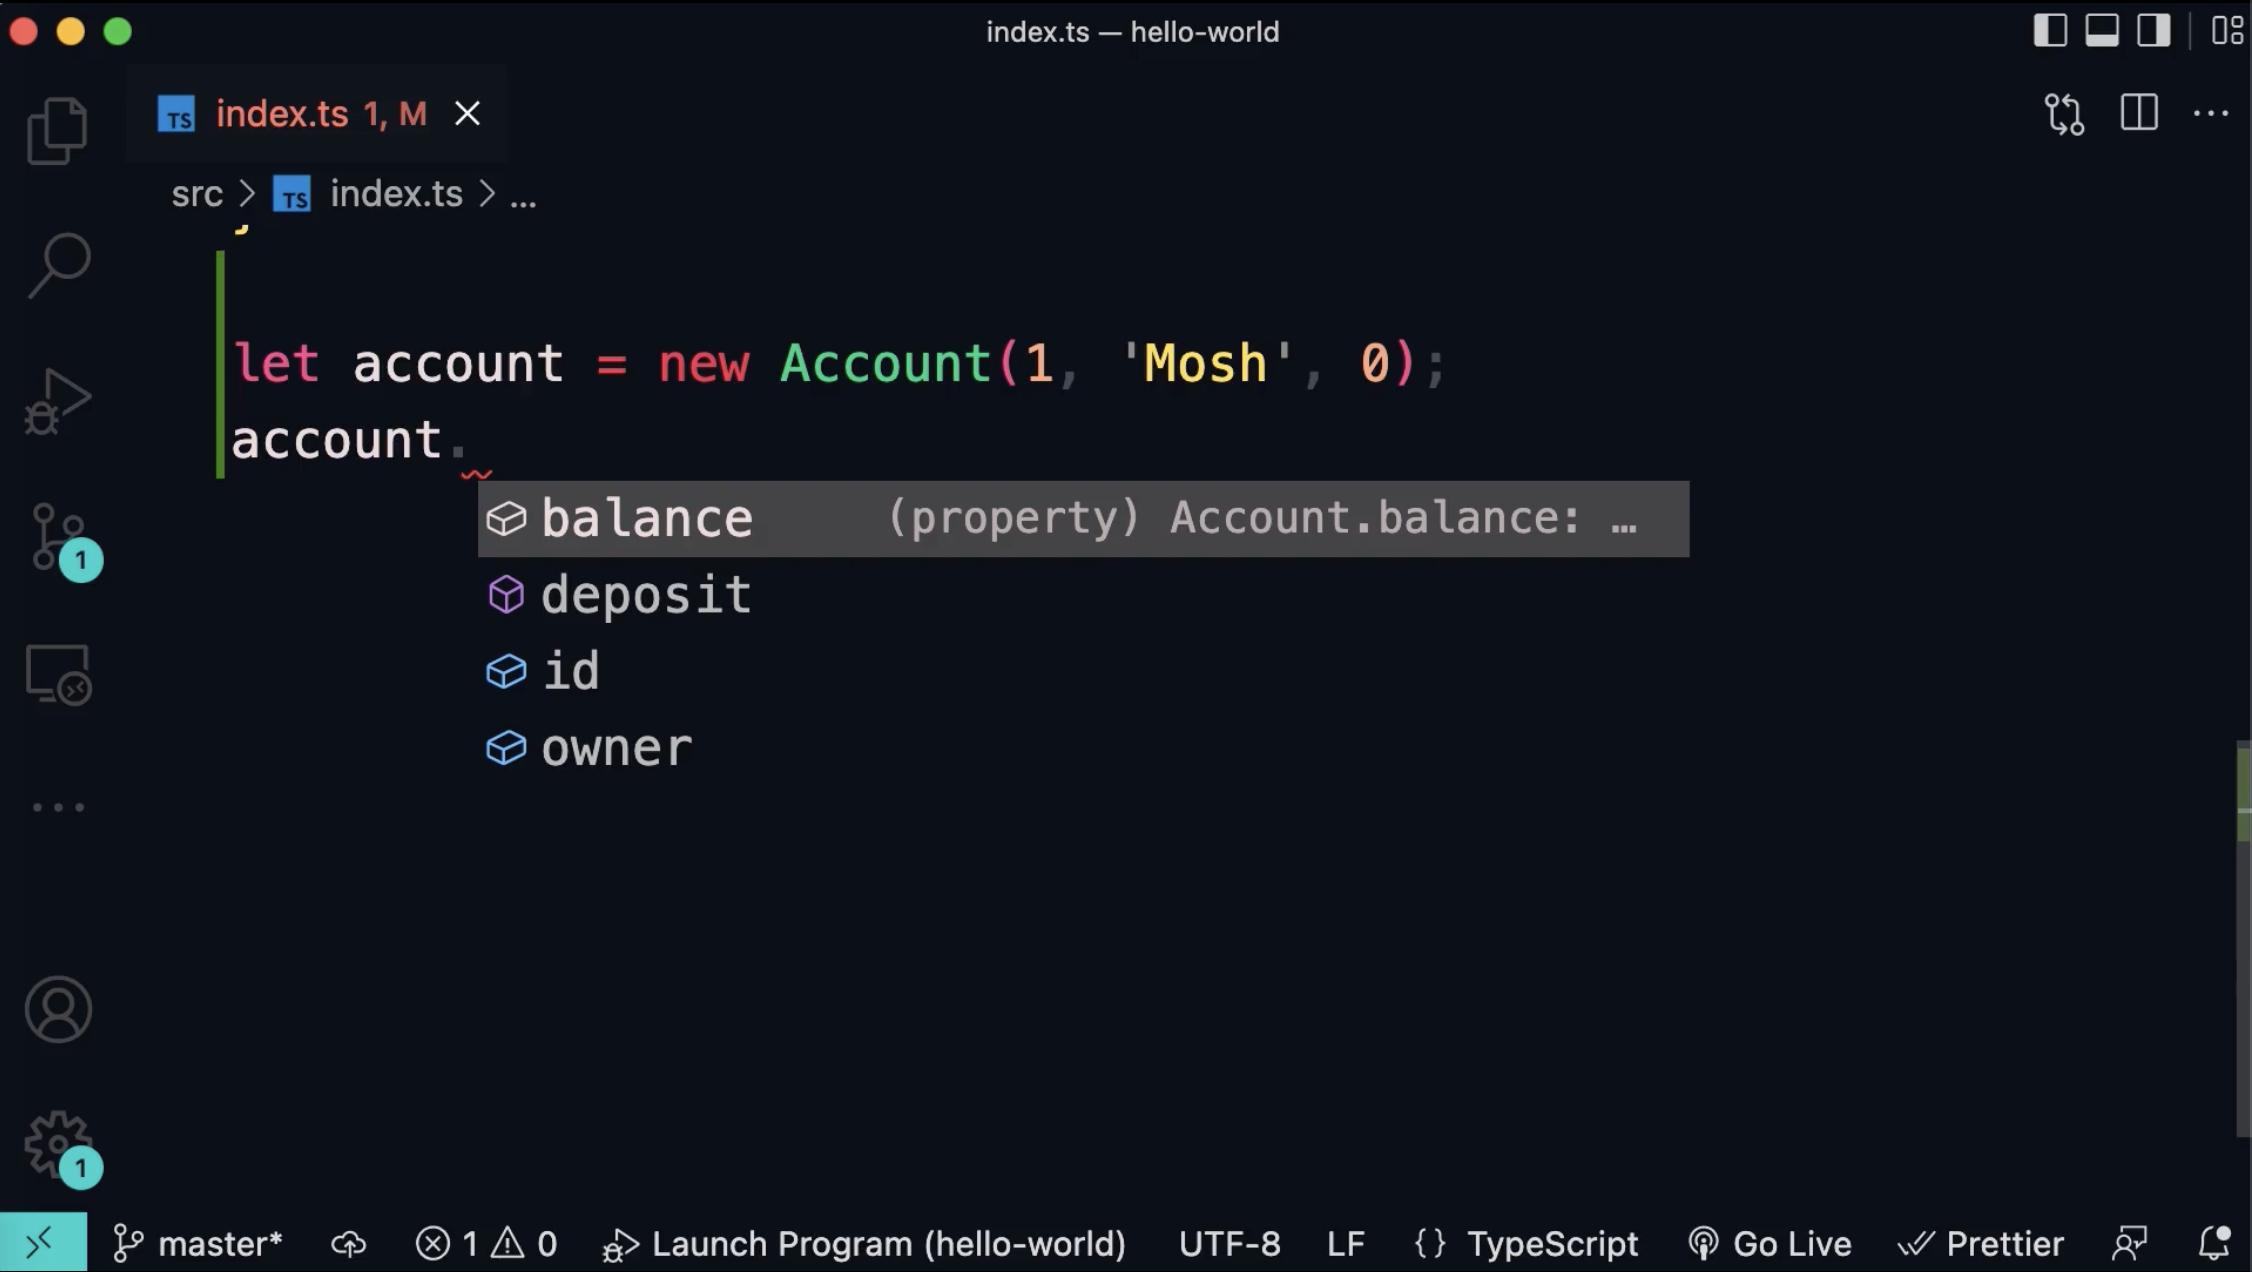 index.ts — hello-world
TS index.ts 1, M
src > TS index.ts > ...
}
let account = new Account(1, 'Mosh', 0);
account.
balance (property) Account.balance: …
deposit
id
owner
1
1
master* 1 0 Launch Program (hello-world) UTF-8 LF {} TypeScript Go Live Prettier